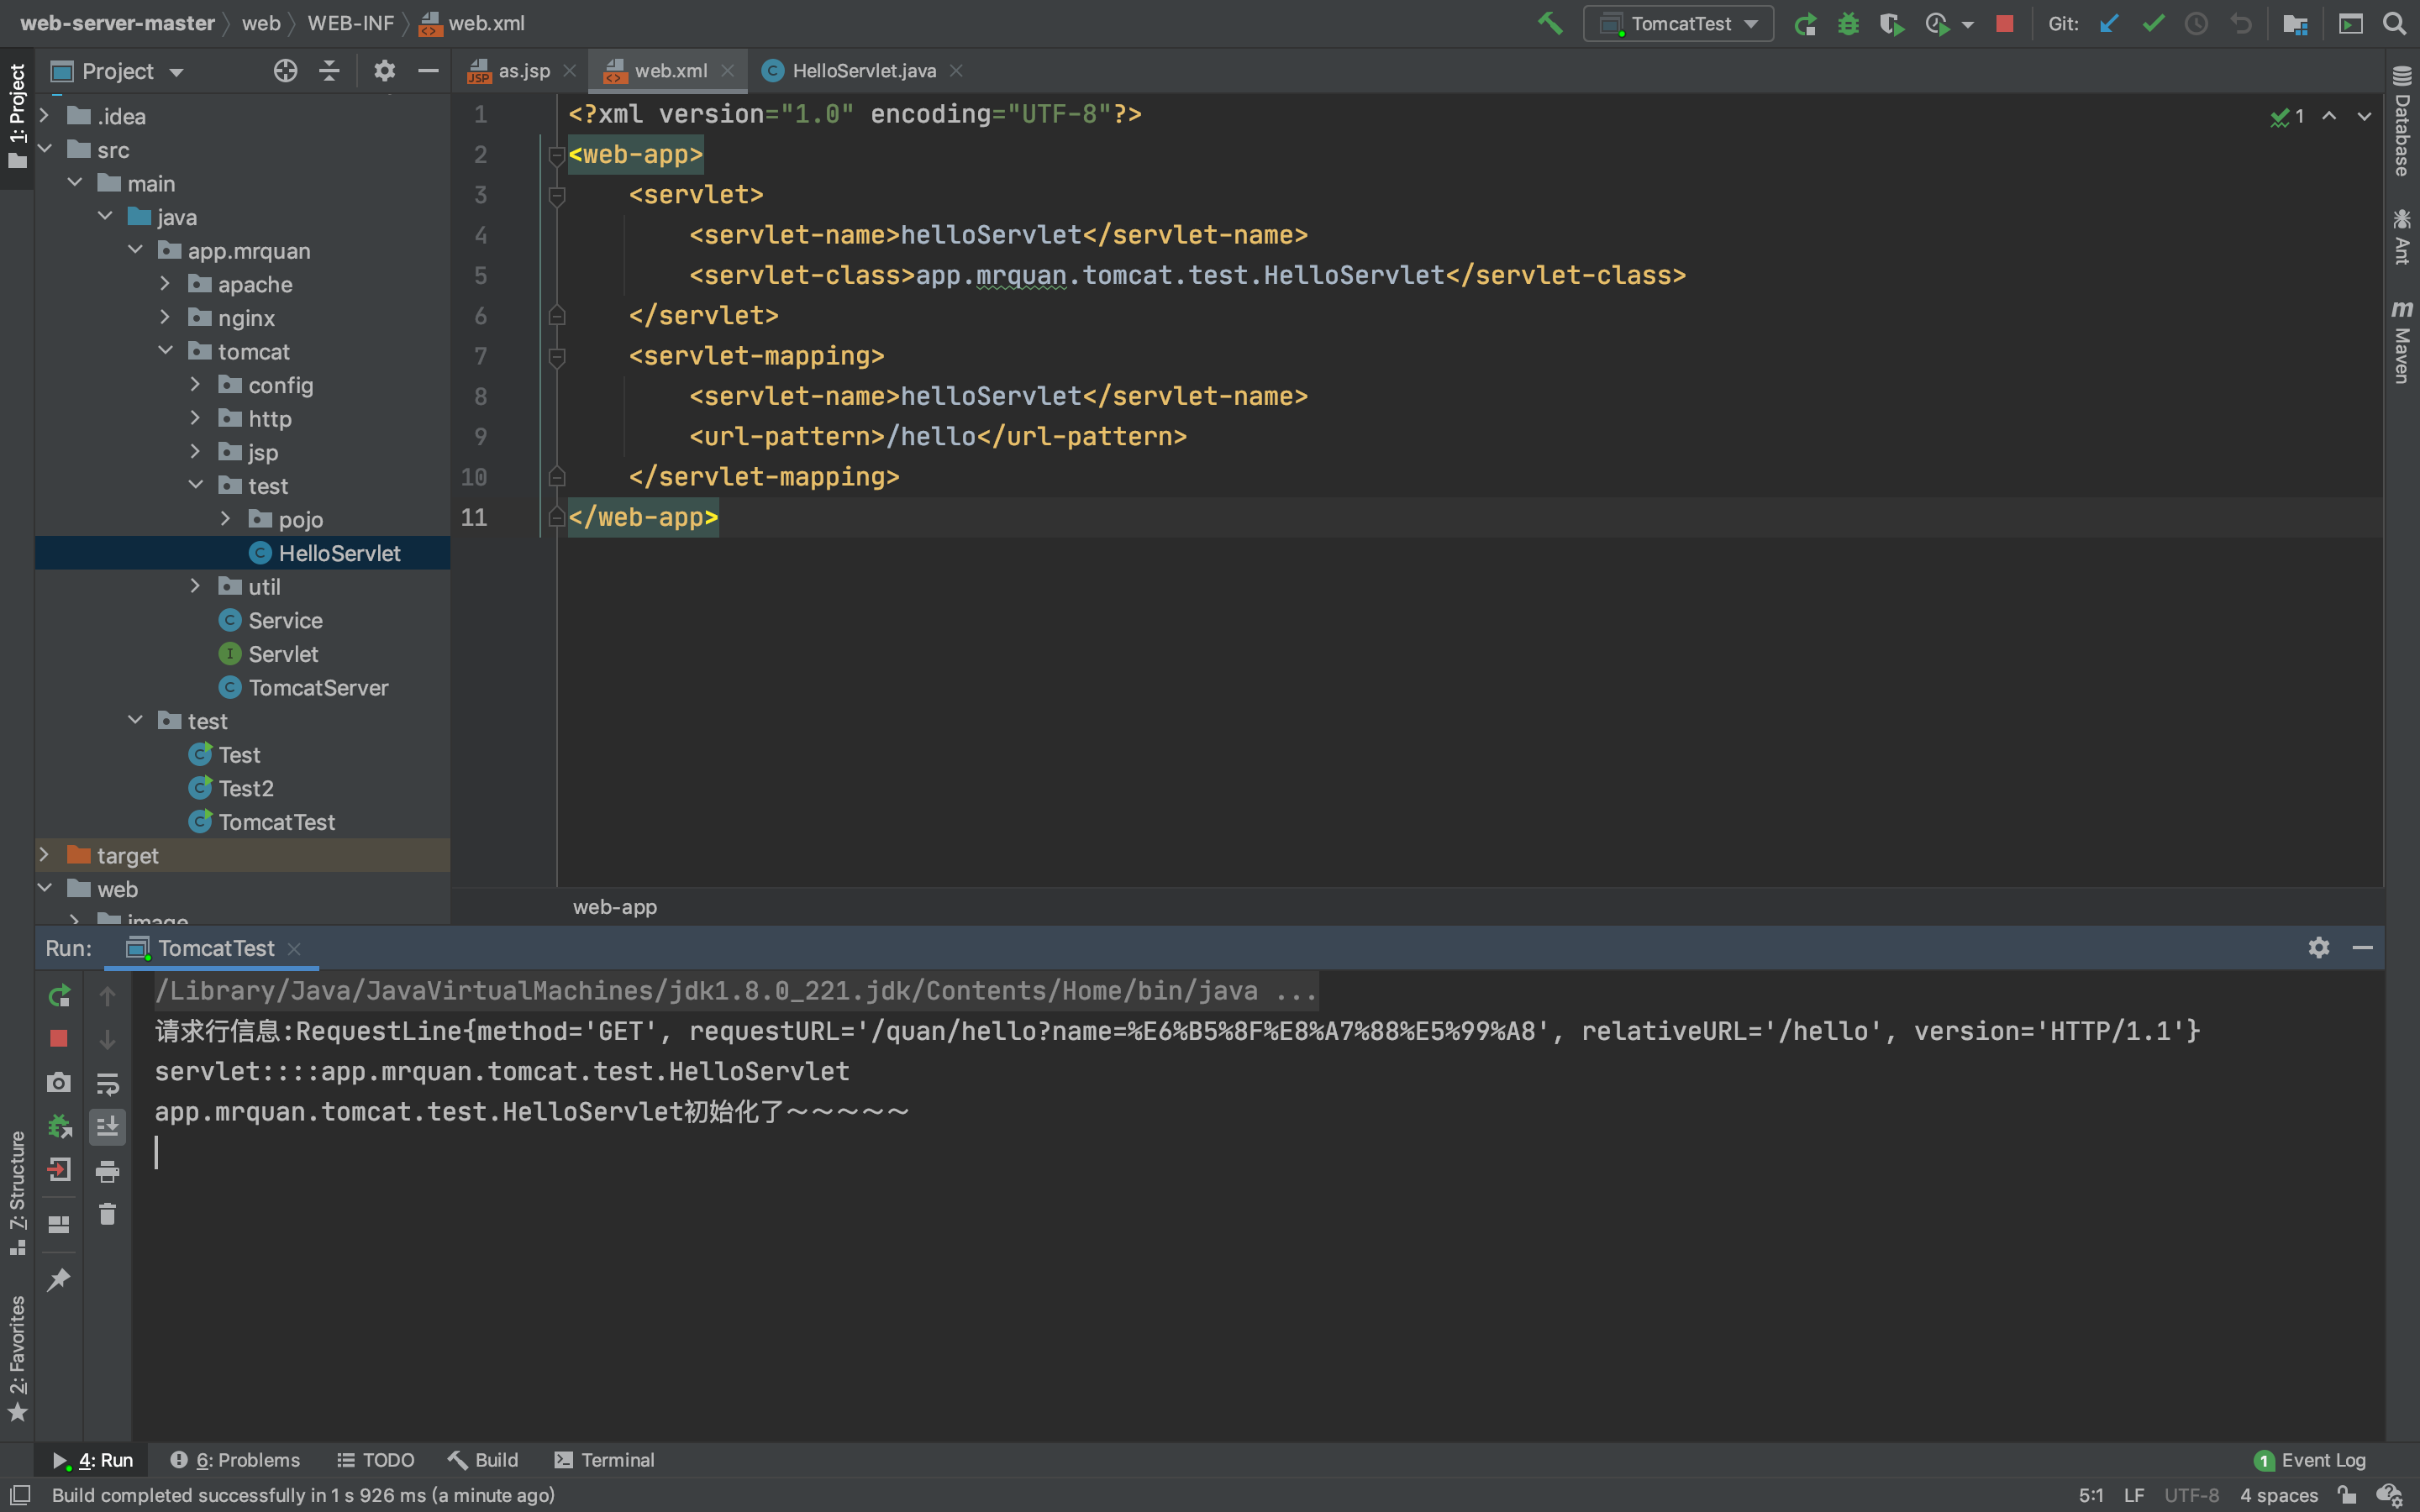 web-server-master web WEB-INF web.xml TomcatTest Git:
1: Project
Project
as.jsp web.xml HelloServlet.java
.idea
src
main
java
app.mrquan
apache
nginx
tomcat
config
http
jsp
test
pojo
HelloServlet
util
Service
Servlet
TomcatServer
test
Test
Test2
TomcatTest
target
web
image
1 <?xml version="1.0" encoding="UTF-8"?>
2 <web-app>
3 <servlet>
4 <servlet-name>helloServlet</servlet-name>
5 <servlet-class>app.mrquan.tomcat.test.HelloServlet</servlet-class>
6 </servlet>
7 <servlet-mapping>
8 <servlet-name>helloServlet</servlet-name>
9 <url-pattern>/hello</url-pattern>
10 </servlet-mapping>
11 </web-app>
1
web-app
Database
Ant
m Maven
Run: TomcatTest
/Library/Java/JavaVirtualMachines/jdk1.8.0_221.jdk/Contents/Home/bin/java ...
请求行信息:RequestLine{method='GET', requestURL='/quan/hello?name=%E6%B5%8F%E8%A7%88%E5%99%A8', relativeURL='/hello', version='HTTP/1.1'}
servlet::::app.mrquan.tomcat.test.HelloServlet
app.mrquan.tomcat.test.HelloServlet初始化了～～～～～
7: Structure
2: Favorites
4: Run 6: Problems TODO Build Terminal 1 Event Log
Build completed successfully in 1 s 926 ms (a minute ago) 5:1 LF UTF-8 4 spaces